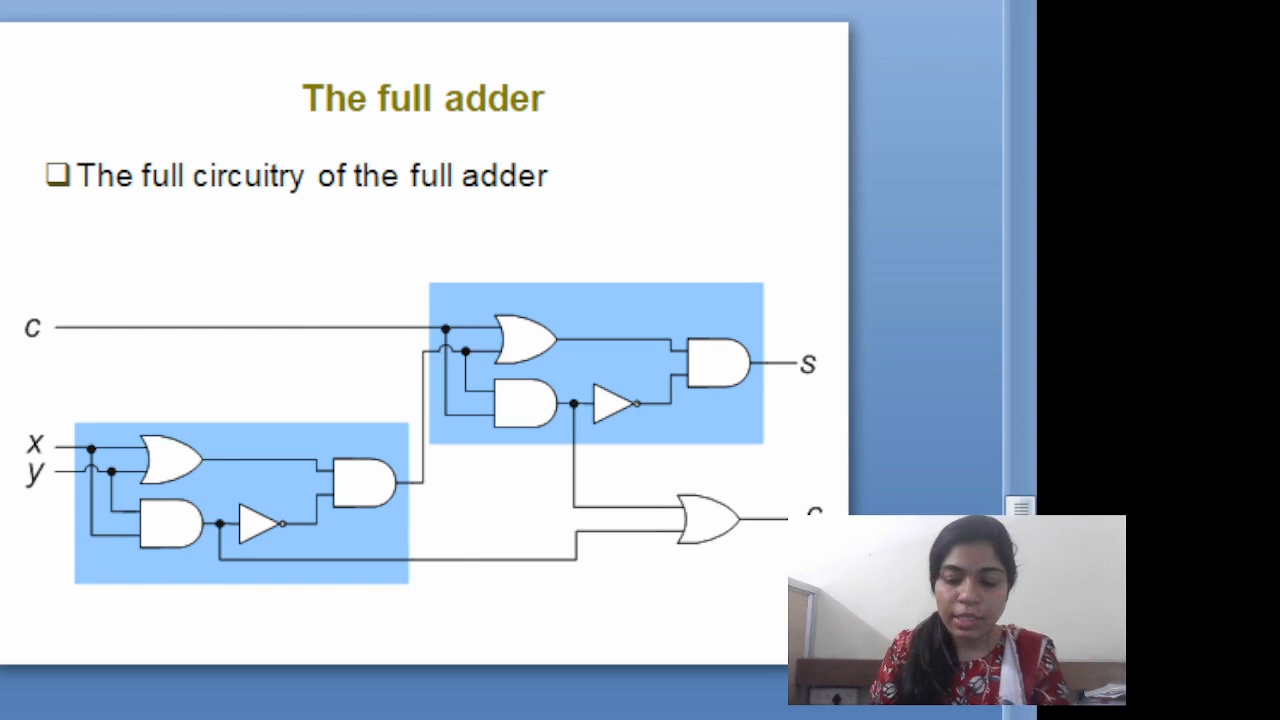 The full adder
The full circuitry of the full adder
C
S
x
y